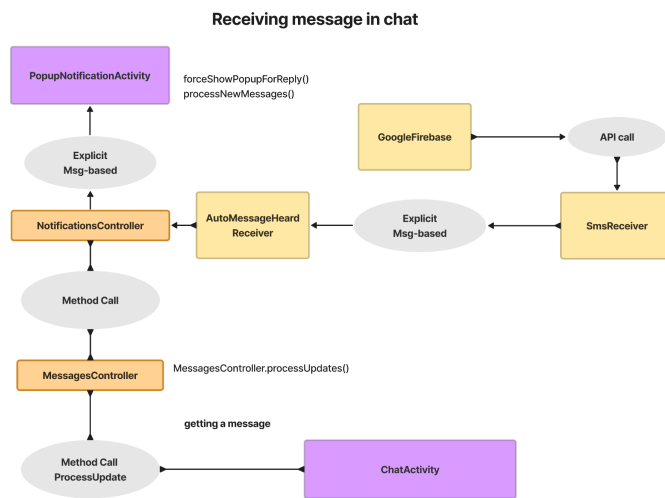 Receiving message in chat
PopupNotificationActivity
forceShowPopupForReply()
processNewMessages()
GoogleFirebase
API call
Explicit
Msg-based
NotificationsController
AutoMessageHeard
Receiver
Explicit
Msg-based
SmsReceiver
Method Call
MessagesController
MessagesController.processUpdates()
getting a message
Method Call
ProcessUpdate
ChatActivity